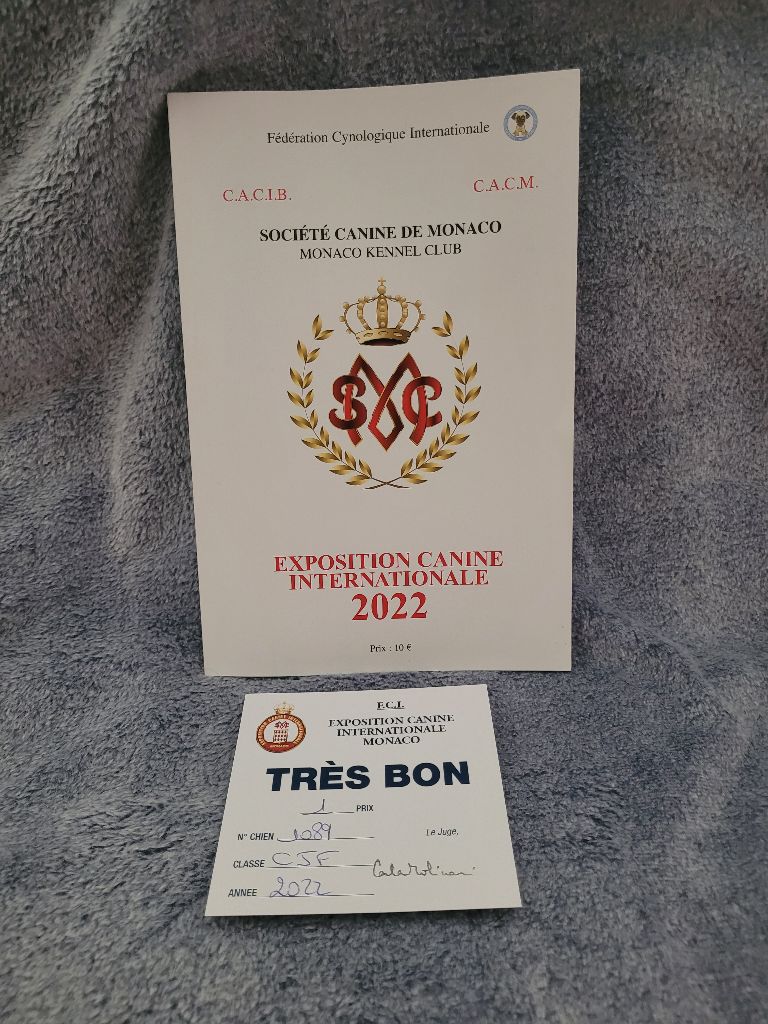 Fédération Cynologique Internationale
C.A.C.I.B.
C.A.C.M.
SOCIÉTÉ CANINE DE MONACO
MONACO KENNEL CLUB
SMC
EXPOSITION CANINE
INTERNATIONALE
2022
Prix : 10 €
F.C.I.
EXPOSITION CANINE
INTERNATIONALE
MONACO
TRÈS BON
1 PRIX
N° CHIEN 1089
Le Juge,
CLASSE CJF
ANNEE 2022